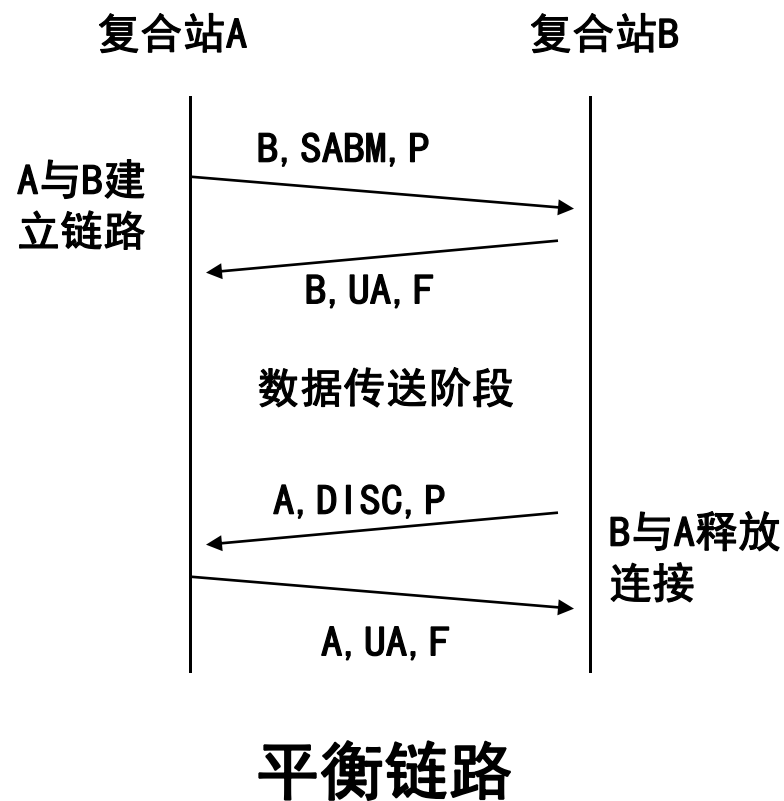 复合站A
复合站B
B, SABM, P
A与B建
立链路
B, UA, F
数据传送阶段
A, DISC, P
B与A释放
连接
A, UA, F
平衡链路